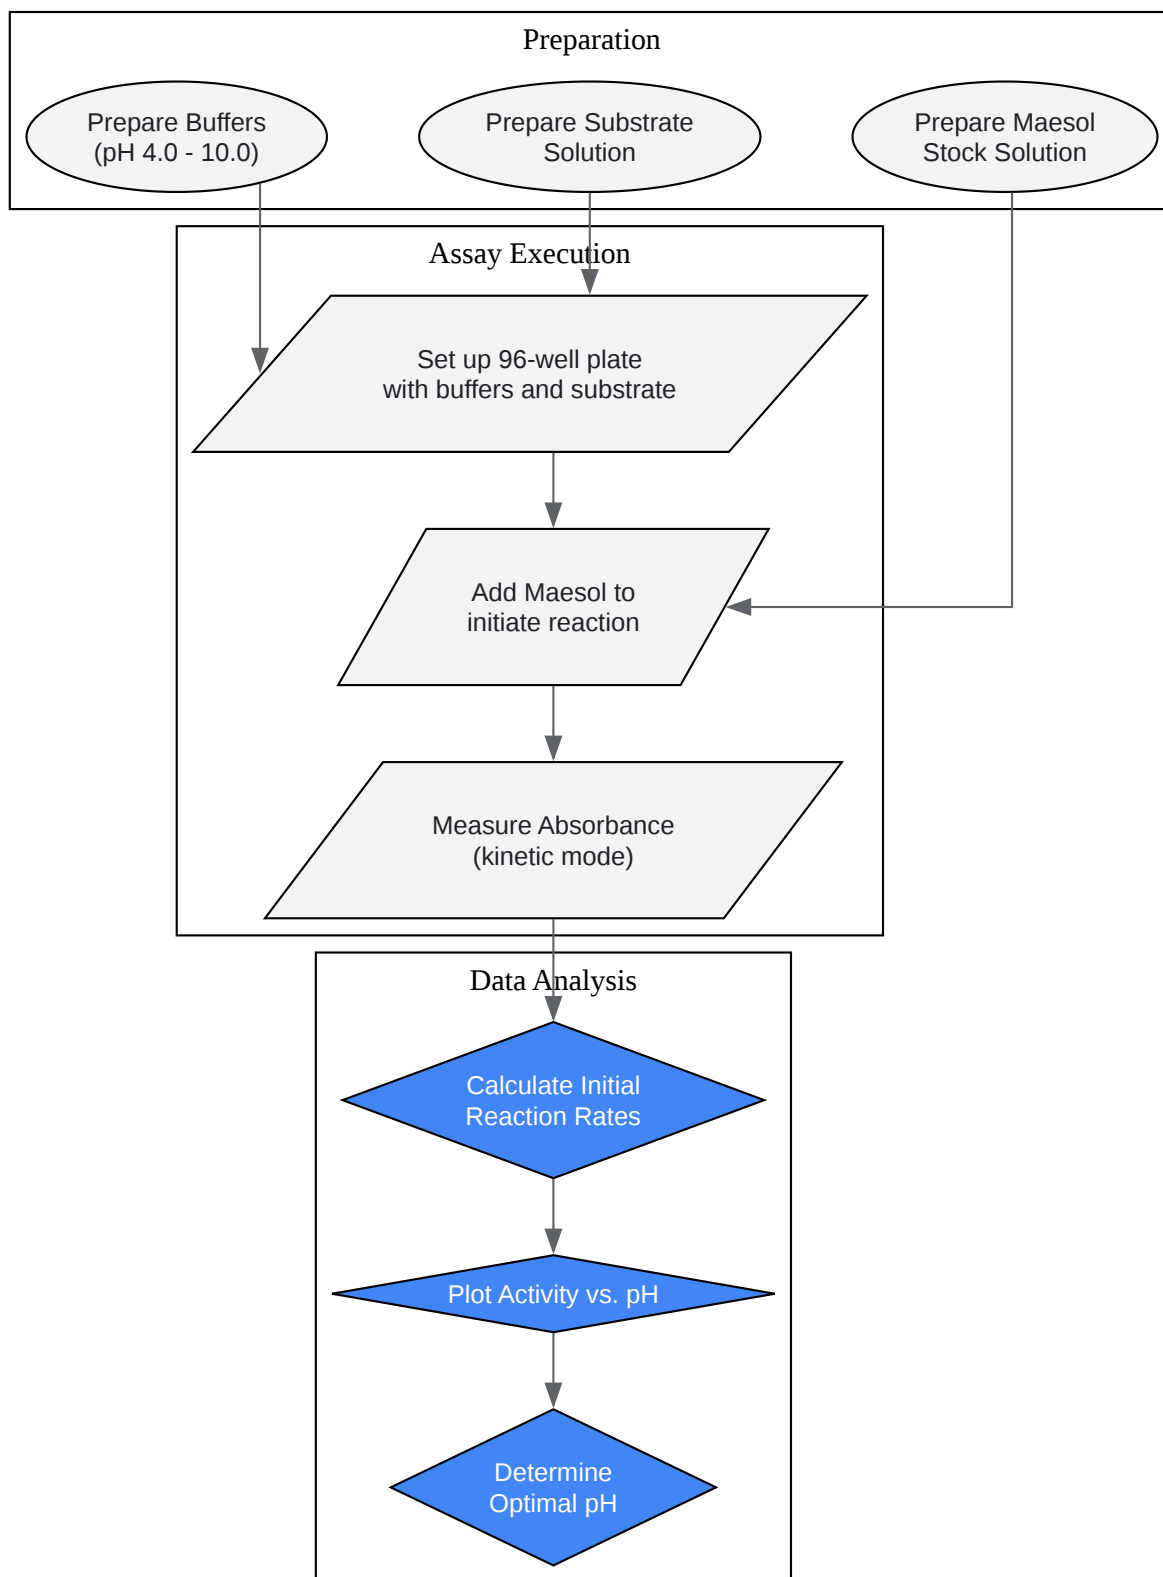 Preparation
Prepare Buffers
(pH 4.0 - 10.0)
Prepare Substrate
Solution
Prepare Maesol
Stock Solution
Assay Execution
Set up 96-well plate
with buffers and substrate
Add Maesol to
initiate reaction
Measure Absorbance
(kinetic mode)
Data Analysis
Calculate Initial
Reaction Rates
Plot Activity vs. pH
Determine
Optimal pH